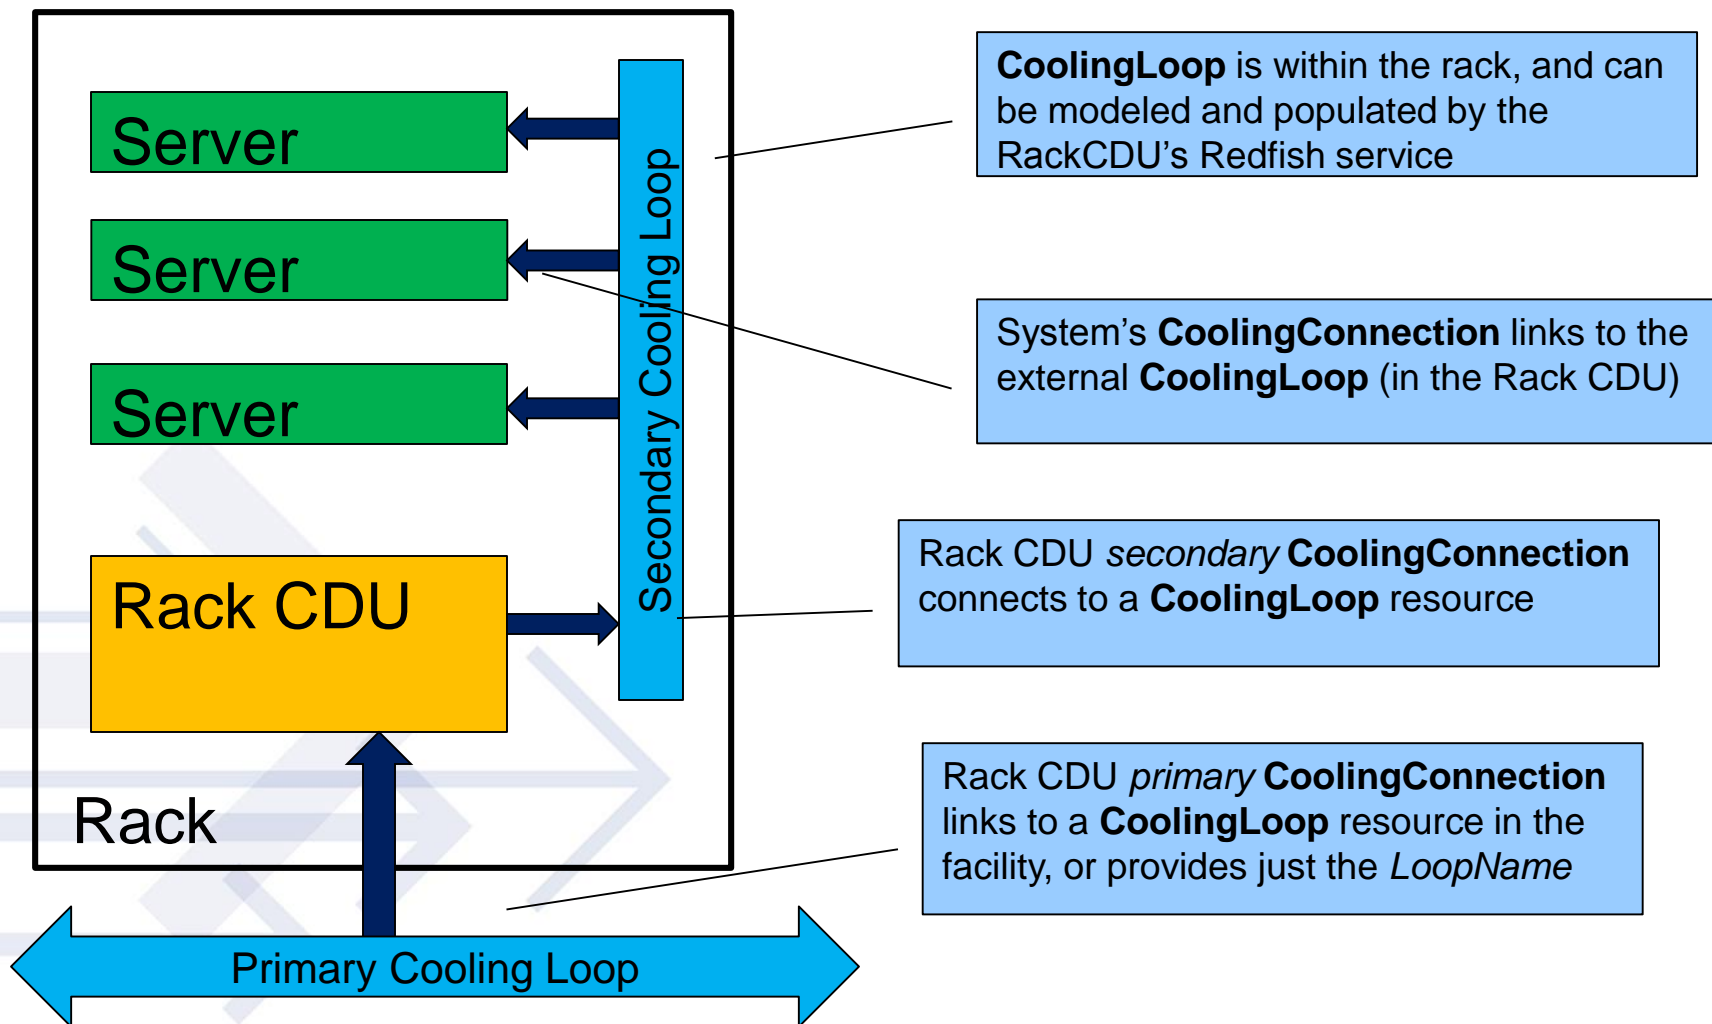 Server
Server
Server
Rack CDU
Rack
Secondary Cooling Loop
Primary Cooling Loop
CoolingLoop is within the rack, and can
be modeled and populated by the
RackCDU’s Redfish service
System’s CoolingConnection links to the
external CoolingLoop (in the Rack CDU)
Rack CDU secondary CoolingConnection
connects to a CoolingLoop resource
Rack CDU primary CoolingConnection
links to a CoolingLoop resource in the
facility, or provides just the LoopName